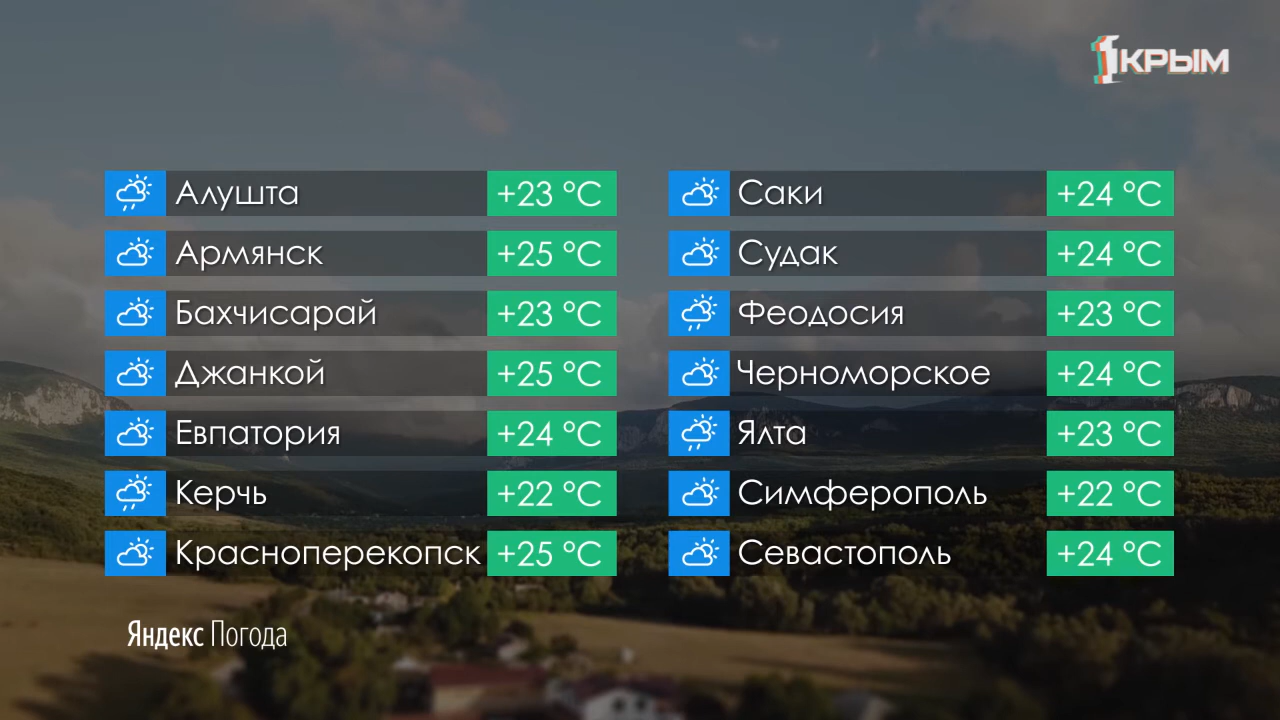 1КРЫМ
Алушта +23 °C
Армянск +25 °C
Бахчисарай +23 °C
Джанкой +25 °C
Евпатория +24 °C
Керчь +22 °C
Красноперекопск +25 °C
Саки +24 °C
Судак +24 °C
Феодосия +23 °C
Черноморское +24 °C
Ялта +23 °C
Симферополь +22 °C
Севастополь +24 °C
Яндекс Погода